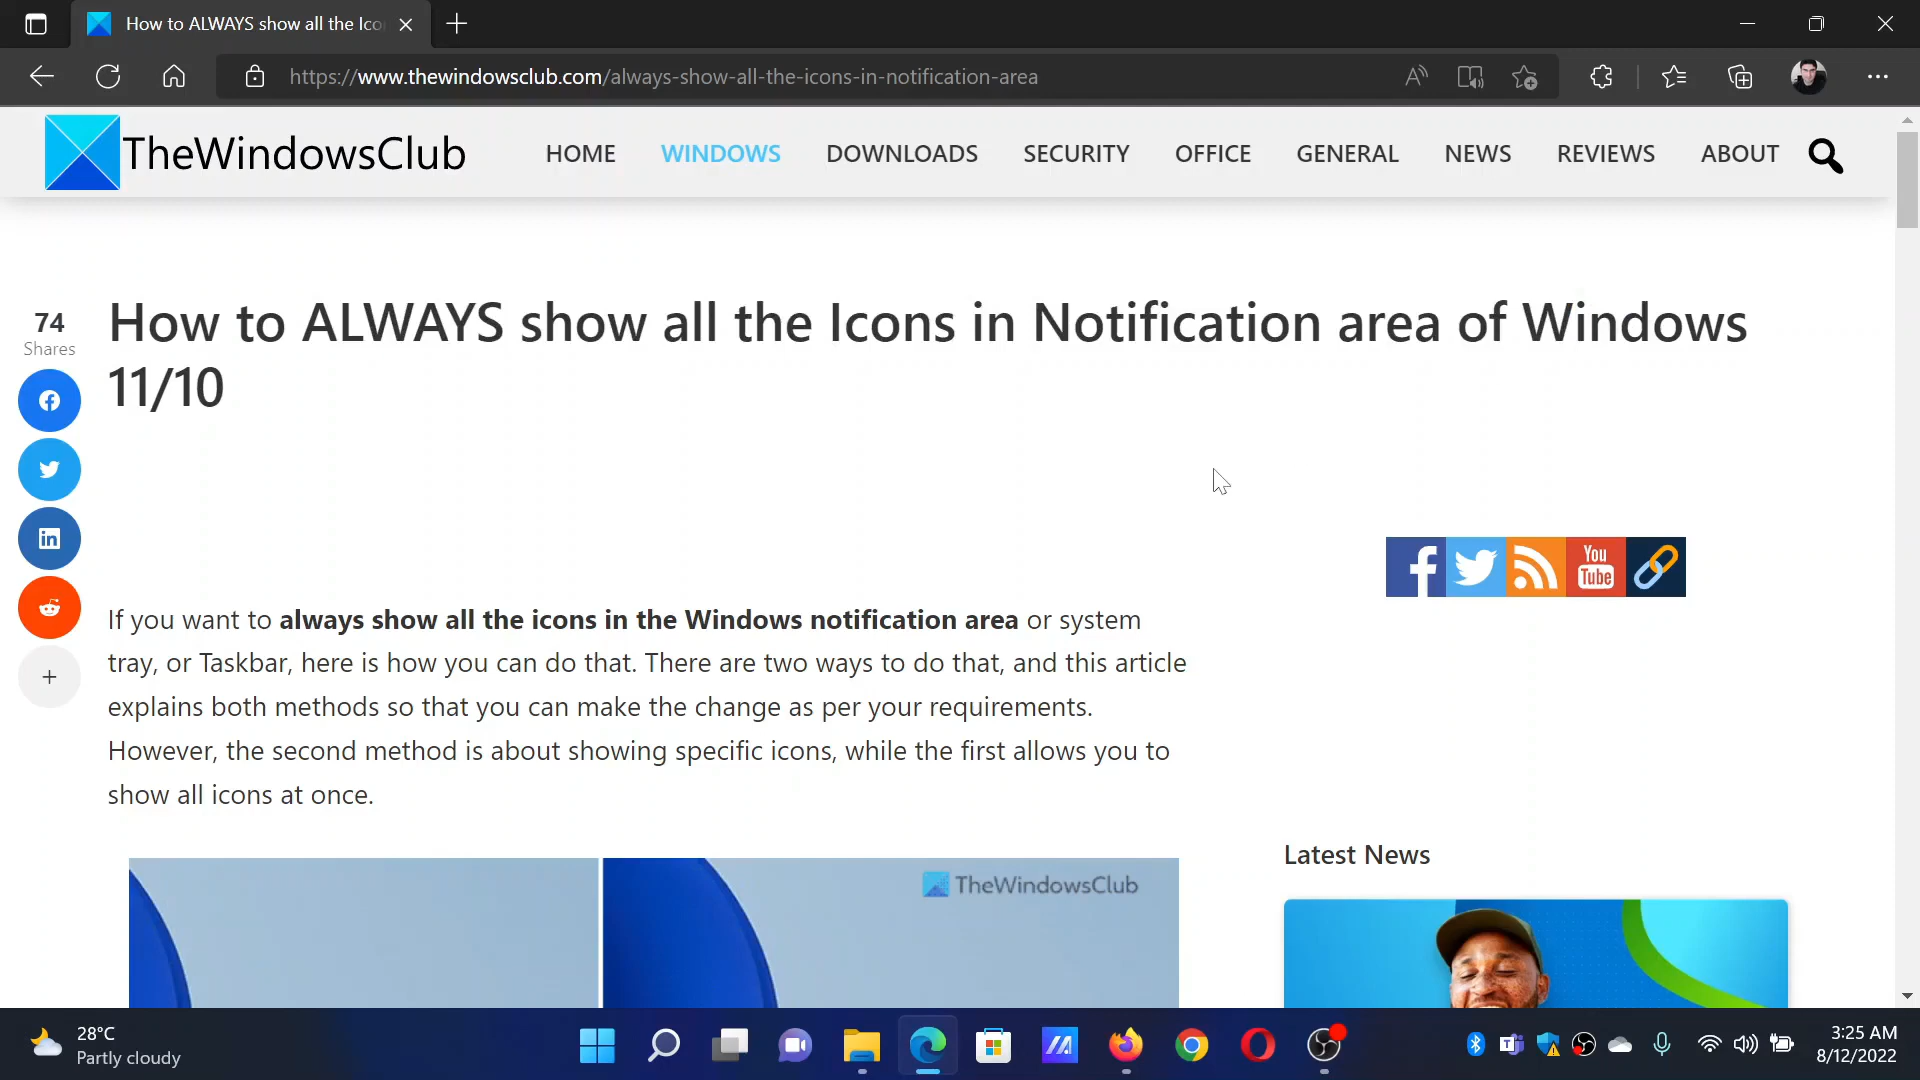 How to ALWAYS show all the Ico
https://www.thewindowsclub.com/always-show-all-the-icons-in-notification-area
TheWindowsClub
HOME
WINDOWS
DOWNLOADS
SECURITY
OFFICE
GENERAL
NEWS
REVIEWS
ABOUT
74
Shares
How to ALWAYS show all the Icons in Notification area of Windows
11/10
You
Tube
If you want to always show all the icons in the Windows notification area or system
tray, or Taskbar, here is how you can do that. There are two ways to do that, and this article
explains both methods so that you can make the change as per your requirements.
However, the second method is about showing specific icons, while the first allows you to
show all icons at once.
TheWindowsClub
Latest News
28°C
Partly cloudy
3:25 AM
8/12/2022